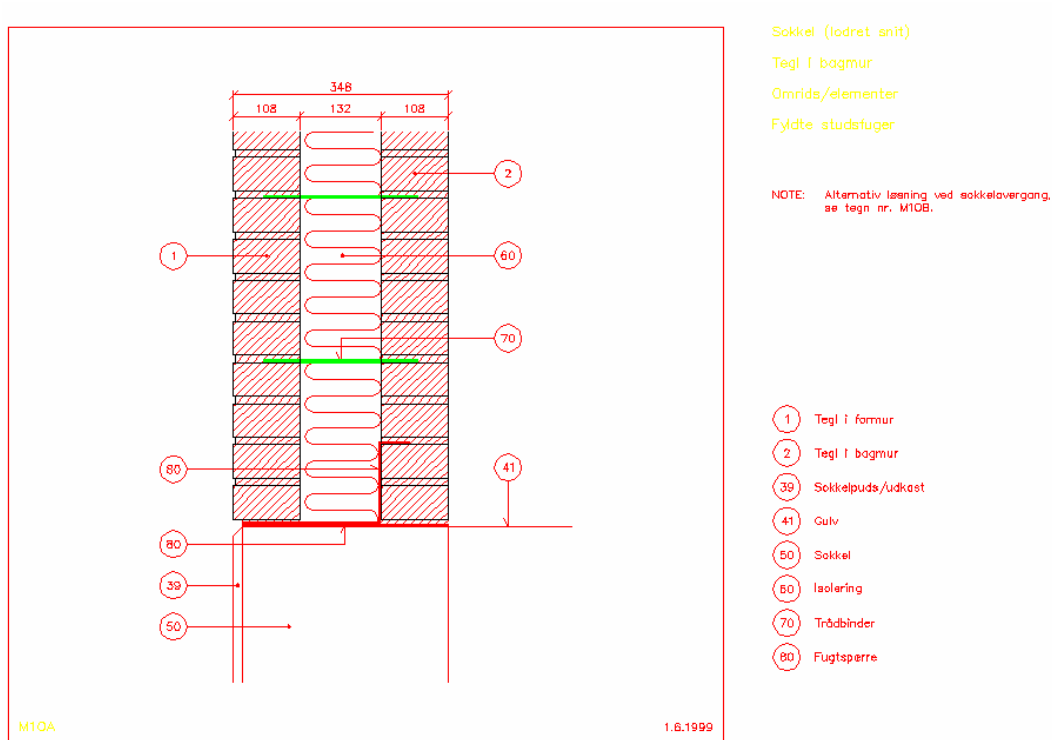 Sokkel (lodret snit)
Tegl i bagmur
Omrids/elementer
Fyldte studsfuger
NOTE: Alternativ løsning ved sokkelovergang,
se tegn nr. M10B.
348
108 132 108
2
1
60
70
80
41
80
39
50
1 Tegl i formur
2 Tegl i bagmur
39 Sokkelpuds/udkast
41 Gulv
50 Sokkel
60 Isolering
70 Trådbinder
80 Fugtspærre
M10A
1.6.1999